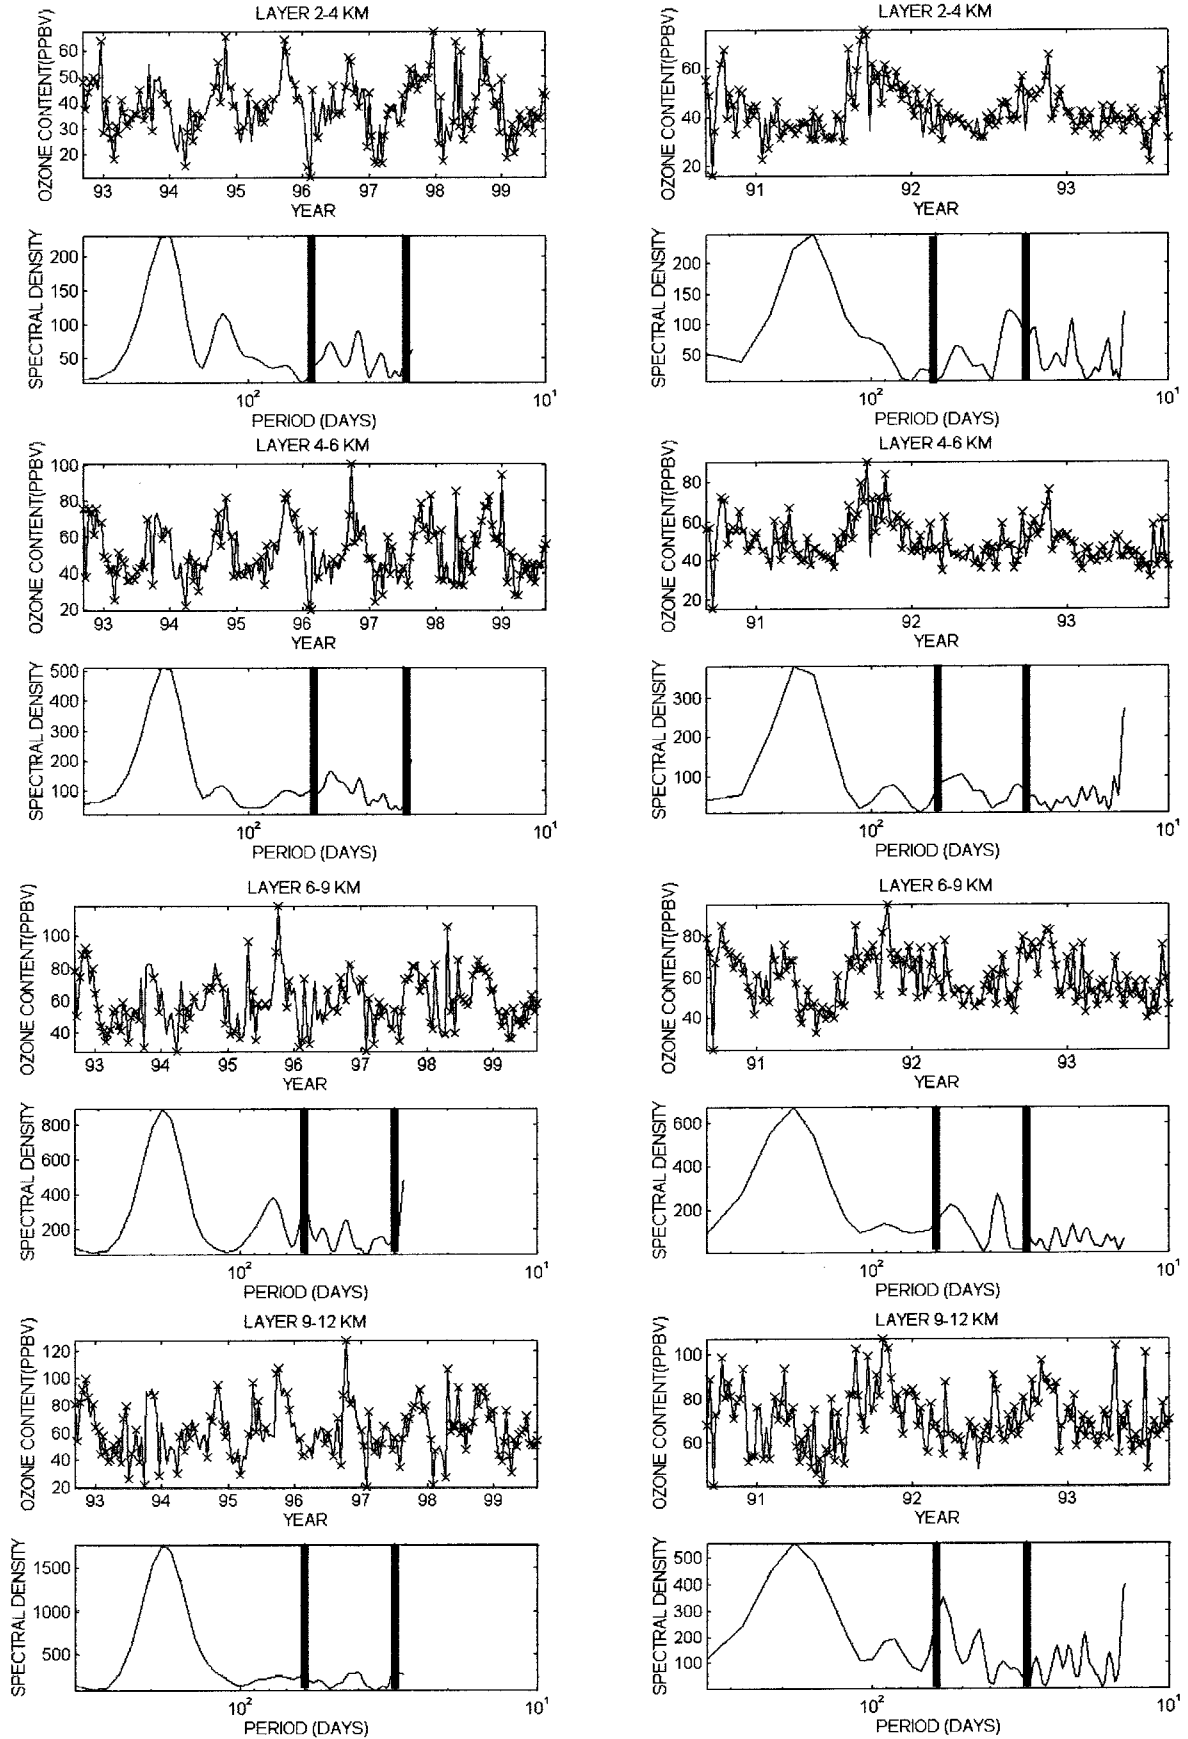 LAYER 2-4 KM
OZONE CONTENT(PPBV)
60
50
40
30
20
93 94 95 96 97 98 99
YEAR
SPECTRAL DENSITY
200
150
100
50
10² 10¹
PERIOD (DAYS)
LAYER 4-6 KM
OZONE CONTENT(PPBV)
100
80
60
40
20
93 94 95 96 97 98 99
YEAR
SPECTRAL DENSITY
500
400
300
200
100
10² 10¹
PERIOD (DAYS)
LAYER 6-9 KM
OZONE CONTENT(PPBV)
100
80
60
40
93 94 95 96 97 98 99
YEAR
SPECTRAL DENSITY
800
600
400
200
10² 10¹
PERIOD (DAYS)
LAYER 9-12 KM
OZONE CONTENT(PPBV)
120
100
80
60
40
20
93 94 95 96 97 98 99
YEAR
SPECTRAL DENSITY
1500
1000
500
10² 10¹
PERIOD (DAYS)
LAYER 2-4 KM
OZONE CONTENT(PPBV)
60
40
20
91 92 93
YEAR
SPECTRAL DENSITY
200
150
100
50
10² 10¹
PERIOD (DAYS)
LAYER 4-6 KM
OZONE CONTENT(PPBV)
80
60
40
20
91 92 93
YEAR
SPECTRAL DENSITY
300
200
100
10² 10¹
PERIOD (DAYS)
LAYER 6-9 KM
OZONE CONTENT(PPBV)
80
60
40
91 92 93
YEAR
SPECTRAL DENSITY
600
400
200
10² 10¹
PERIOD (DAYS)
LAYER 9-12 KM
OZONE CONTENT(PPBV)
100
80
60
91 92 93
YEAR
SPECTRAL DENSITY
500
400
300
200
100
10² 10¹
PERIOD (DAYS)